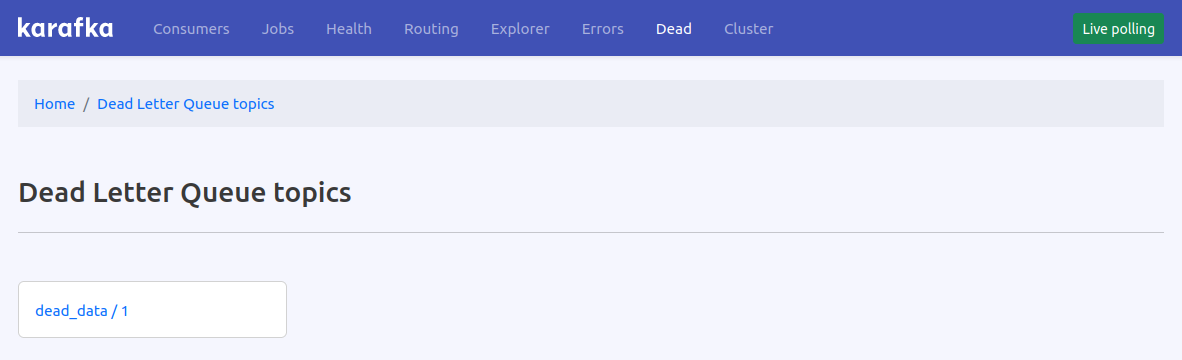 karafka Consumers Jobs Health Routing Explorer Errors Dead Cluster Live polling
Home / Dead Letter Queue topics
Dead Letter Queue topics
dead_data / 1